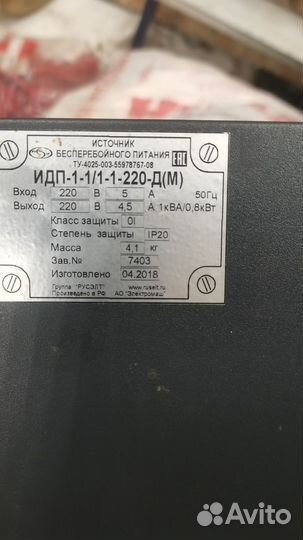 ИСТОЧНИК
БЕСПЕРЕБОЙНОГО ПИТАНИЯ
ТУ-4025-003-55978767-08
EAC
ИДП-1-1/1-1-220-Д(М)
Вход 220 В 5 А 50Гц
Выход 220 В 4,5 А 1кВА/0,8кВт
Класс защиты 0I
Степень защиты IP20
Масса 4,1 кг
Зав.№ 7403
Изготовлено 04.2018
Группа "РУСЭЛТ" www.ruselt.ru
Произведено в РФ АО "Электромаш"
Avito